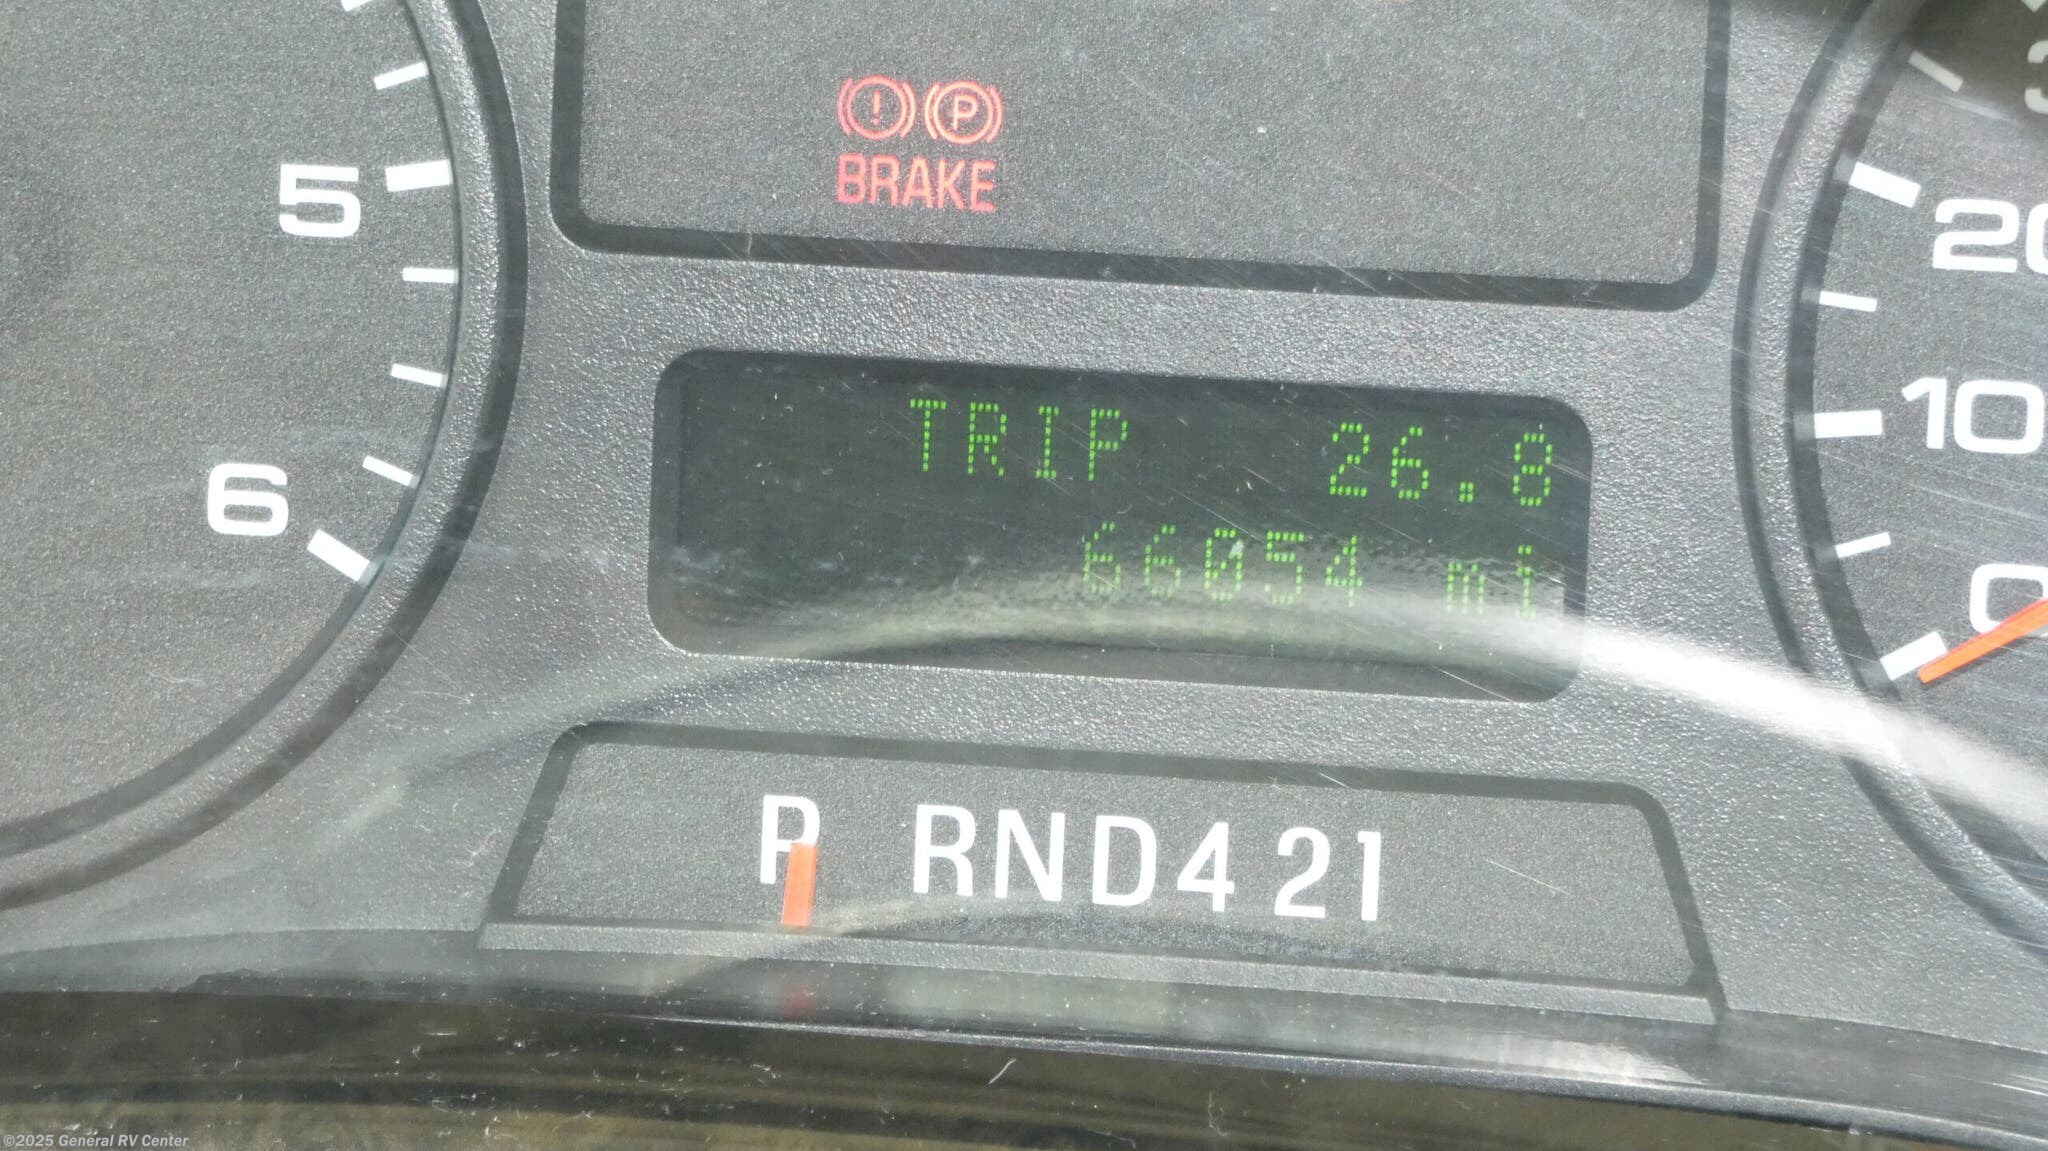 5
6
(!) (P)
BRAKE
TRIP 26.8
66054 mi
P RND421
20
10
0
©2025 General RV Center